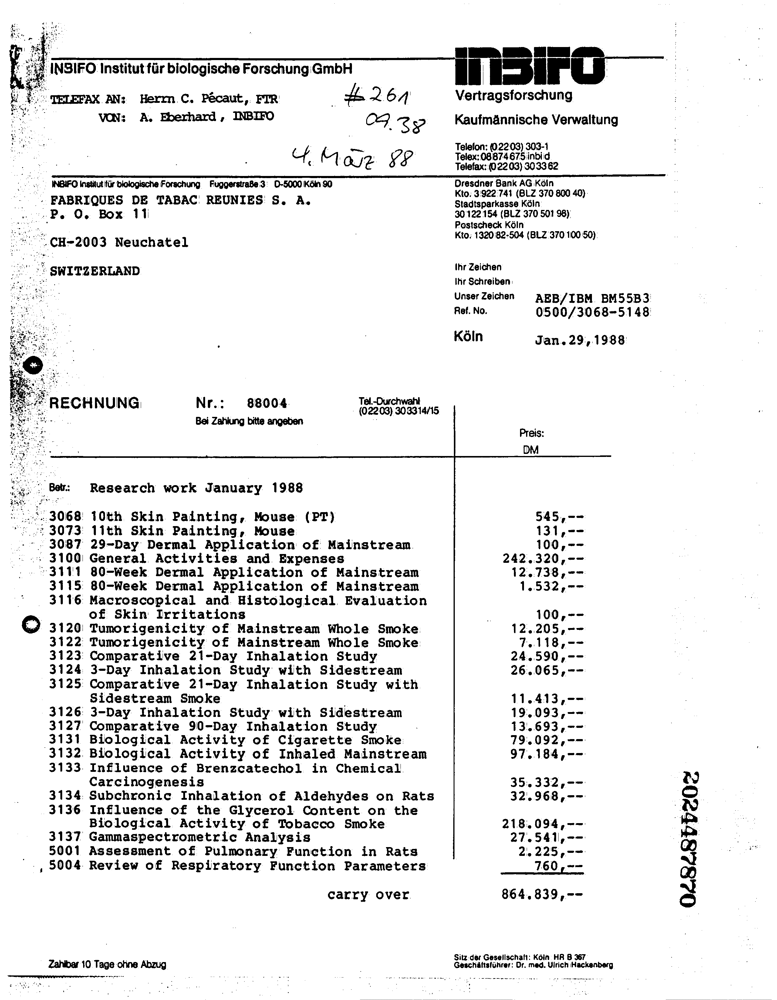 INBIFO Institut für biologische Forschung GmbH
INBIFO
Vertragsforschung
Kaufmännische Verwaltung
TELEFAX AN: Herrn C. Pécaut, FTR
VON: A. Eberhard, INBIFO
# 261
09.38
4. März 88
Telefon: (02203) 303-1
Telex: 08874675 inbi d
Telefax: (02203) 303362
INBIFO Institut für biologische Forschung Fuggerstraße 3 D-5000 Köln 90
FABRIQUES DE TABAC REUNIES S. A.
P. O. Box 11
CH-2003 Neuchatel
SWITZERLAND
Dresdner Bank AG Köln
Kto. 3 922 741 (BLZ 370 800 40)
Stadtsparkasse Köln
30 122 154 (BLZ 370 501 98)
Postscheck Köln
Kto. 1320 82-504 (BLZ 370 100 50)
Ihr Zeichen
Ihr Schreiben
Unser Zeichen AEB/IBM BM55B3
Ref. No. 0500/3068-5148
Köln Jan.29,1988
RECHNUNG Nr.: 88004
Bei Zahlung bitte angeben
Tel.-Durchwahl
(02203) 303314/15
Preis:
DM
Betr.: Research work January 1988
3068 10th Skin Painting, Mouse (PT) 545,--
3073 11th Skin Painting, Mouse 131,--
3087 29-Day Dermal Application of Mainstream 100,--
3100 General Activities and Expenses 242.320,--
3111 80-Week Dermal Application of Mainstream 12.738,--
3115 80-Week Dermal Application of Mainstream 1.532,--
3116 Macroscopical and Histological Evaluation
of Skin Irritations 100,--
3120 Tumorigenicity of Mainstream Whole Smoke 12.205,--
3122 Tumorigenicity of Mainstream Whole Smoke 7.118,--
3123 Comparative 21-Day Inhalation Study 24.590,--
3124 3-Day Inhalation Study with Sidestream 26.065,--
3125 Comparative 21-Day Inhalation Study with
Sidestream Smoke 11.413,--
3126 3-Day Inhalation Study with Sidestream 19.093,--
3127 Comparative 90-Day Inhalation Study 13.693,--
3131 Biological Activity of Cigarette Smoke 79.092,--
3132 Biological Activity of Inhaled Mainstream 97.184,--
3133 Influence of Brenzcatechol in Chemical
Carcinogenesis 35.332,--
3134 Subchronic Inhalation of Aldehydes on Rats 32.968,--
3136 Influence of the Glycerol Content on the
Biological Activity of Tobacco Smoke 218.094,--
3137 Gammaspectrometric Analysis 27.541,--
5001 Assessment of Pulmonary Function in Rats 2.225,--
5004 Review of Respiratory Function Parameters 760,--
carry over 864.839,--
2024487870
Zahlbar 10 Tage ohne Abzug
Sitz der Gesellschaft: Köln HR B 367
Geschäftsführer: Dr. med. Ulrich Hackenberg